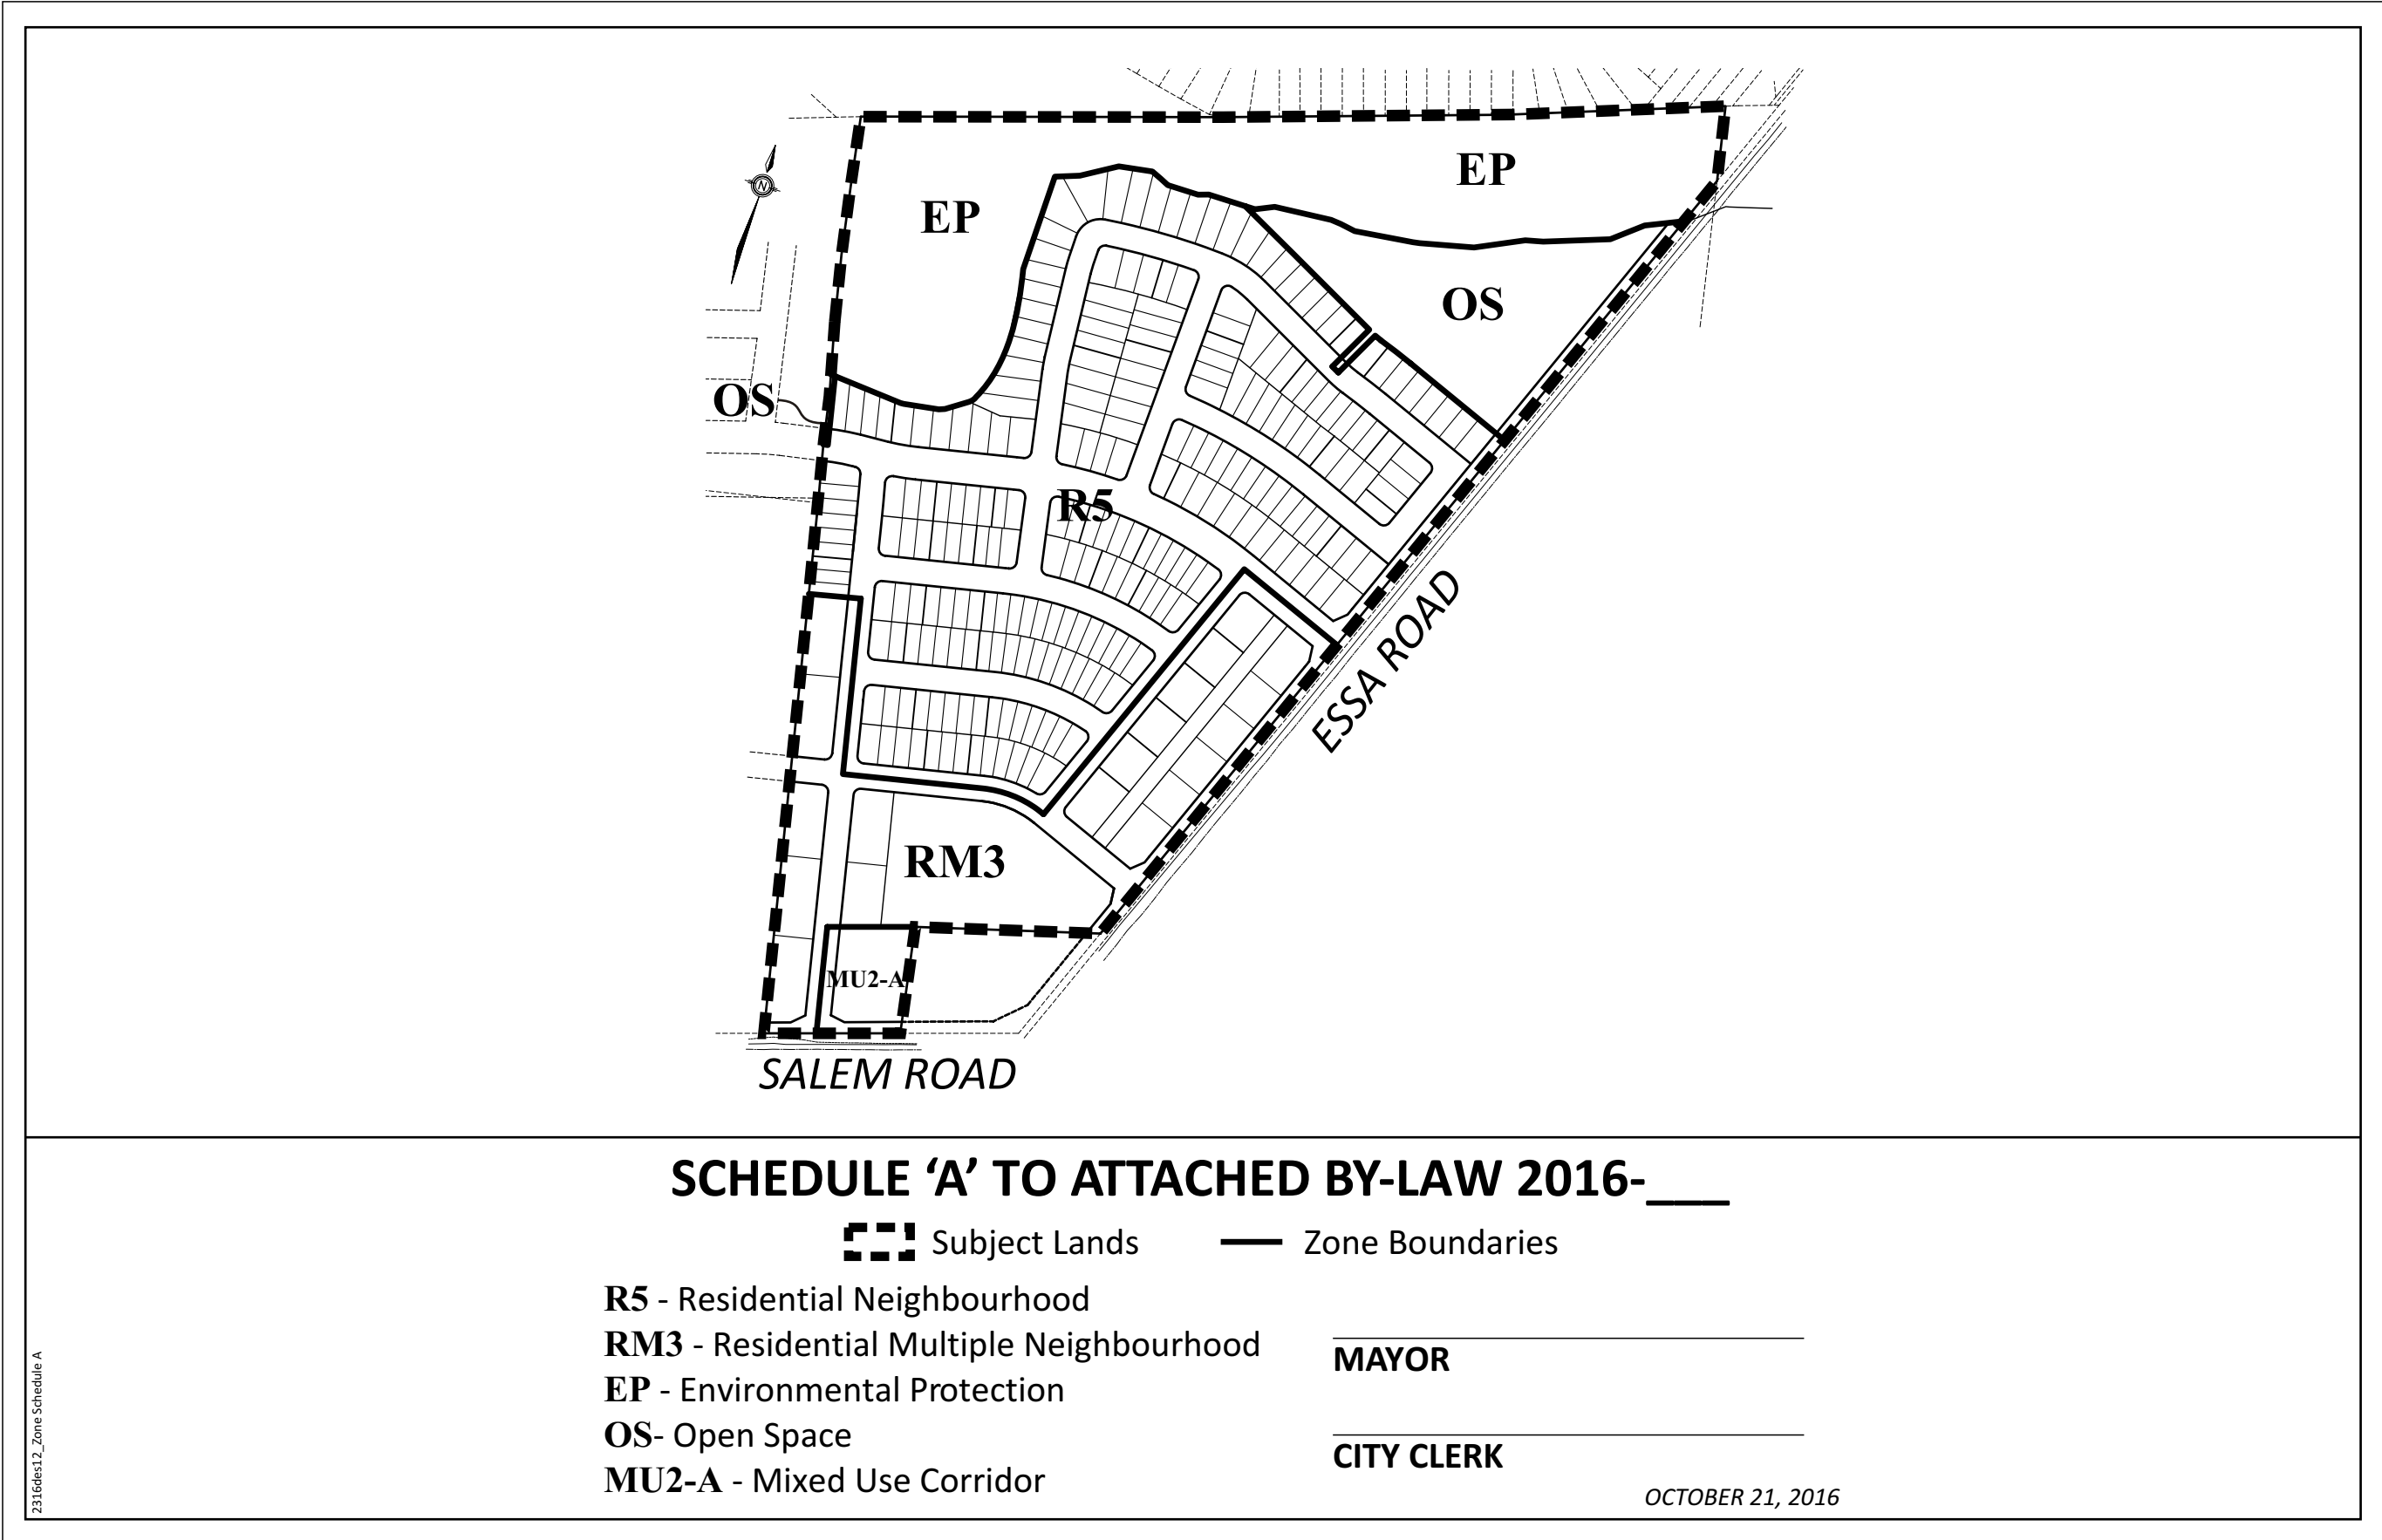 EP
EP
N
OS
OS
R5
ESSA ROAD
RM3
MU2-A
SALEM ROAD
SCHEDULE ‘A’ TO ATTACHED BY-LAW 2016-___
Subject Lands
Zone Boundaries
R5 - Residential Neighbourhood
RM3 - Residential Multiple Neighbourhood
EP - Environmental Protection
OS- Open Space
MU2-A - Mixed Use Corridor
MAYOR
CITY CLERK
OCTOBER 21, 2016
2316des12_Zone Schedule A